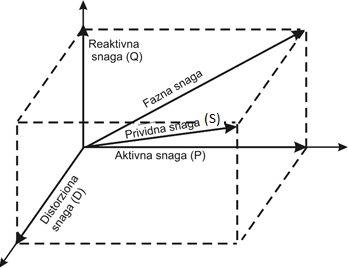 Reaktivna
snaga (Q)
Fazna snaga
Prividna snaga (S)
Aktivna snaga (P)
Distorziona
snaga (D)